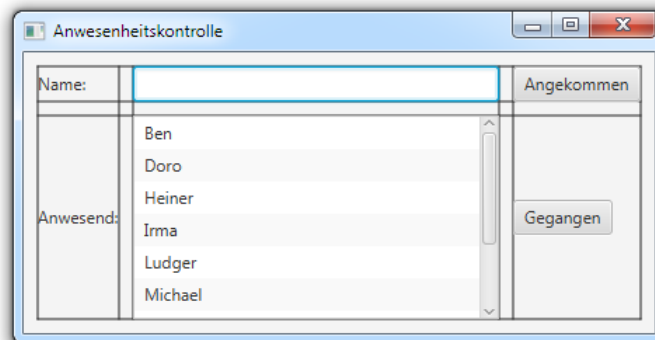 Anwesenheitskontrolle
Name:
Angekommen
Anwesend:
Ben
Doro
Heiner
Irma
Ludger
Michael
Gegangen